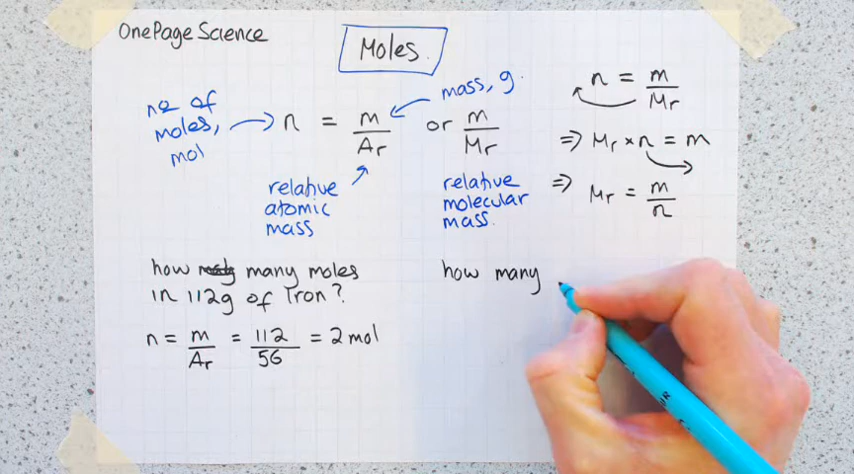 OnePage Science
Moles
no of
moles,
mol
n = m/Ar or m/Mr
mass, g.
relative
atomic
mass
relative
molecular
mass.
n = m/Mr
⇒ Mr × n = m
⇒ Mr = m/n
how many moles
in 112g of Iron?
n = m/Ar = 112/56 = 2 mol
how many